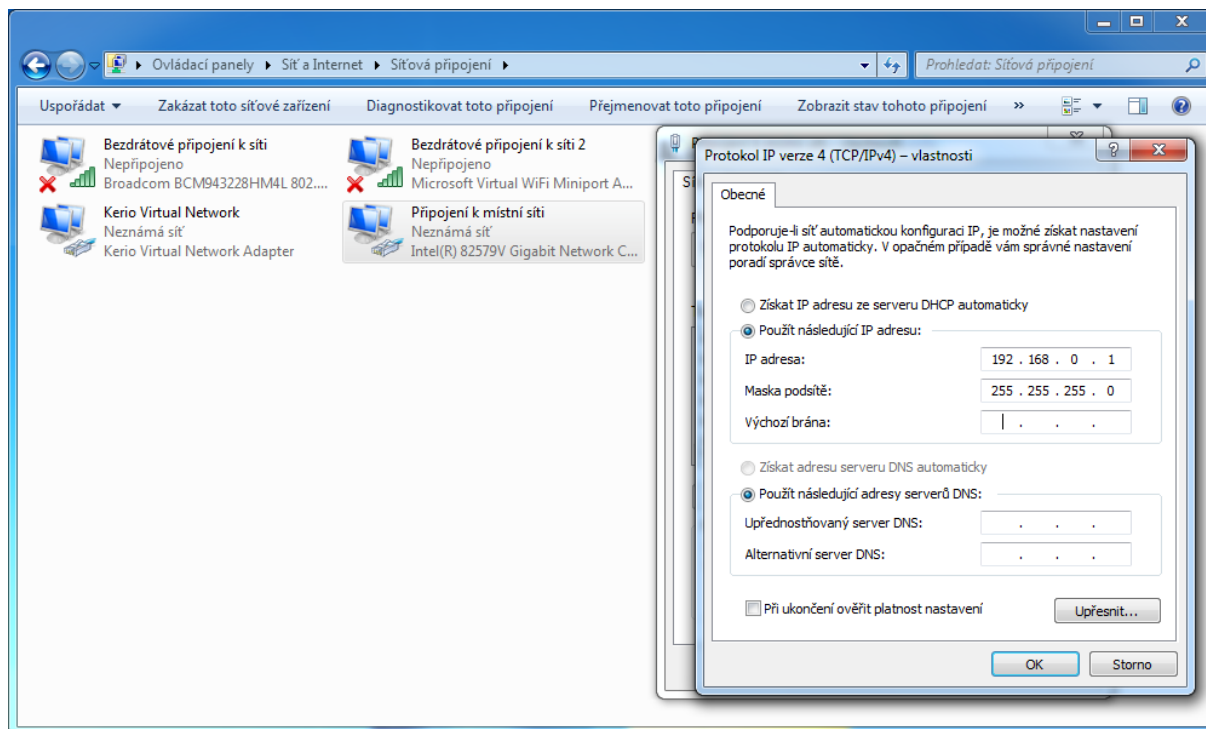 Ovládací panely ▸ Síť a Internet ▸ Síťová připojení ▸
Prohledat: Síťová připojení
Uspořádat ▾ Zakázat toto síťové zařízení Diagnostikovat toto připojení Přejmenovat toto připojení Zobrazit stav tohoto připojení »
Bezdrátové připojení k síti
Nepřipojeno
Broadcom BCM943228HM4L 802....
Bezdrátové připojení k síti 2
Nepřipojeno
Microsoft Virtual WiFi Miniport A...
Kerio Virtual Network
Neznámá síť
Kerio Virtual Network Adapter
Připojení k místní síti
Neznámá síť
Intel(R) 82579V Gigabit Network C...
Protokol IP verze 4 (TCP/IPv4) – vlastnosti
Obecné
Podporuje-li síť automatickou konfiguraci IP, je možné získat nastavení
protokolu IP automaticky. V opačném případě vám správné nastavení
poradí správce sítě.
Získat IP adresu ze serveru DHCP automaticky
Použít následující IP adresu:
IP adresa: 192 . 168 . 0 . 1
Maska podsítě: 255 . 255 . 255 . 0
Výchozí brána: . . .
Získat adresu serveru DNS automaticky
Použít následující adresy serverů DNS:
Upřednostňovaný server DNS: . . .
Alternativní server DNS: . . .
Při ukončení ověřit platnost nastavení
Upřesnit...
OK Storno